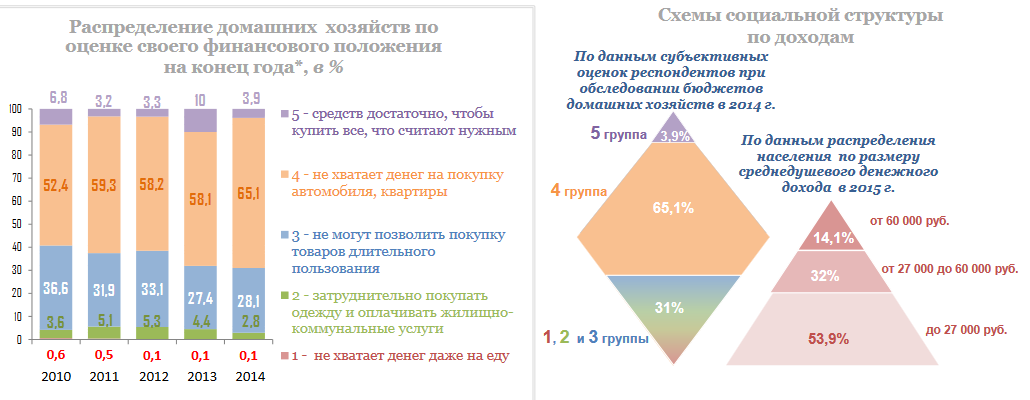 Распределение домашних хозяйств по
оценке своего финансового положения
на конец года*, в %
6,8 3,2 3,3 10 3,9
100
90
80
70
60
50
40
30
20
10
0
52,4 59,3 58,2 58,1 65,1
36,6 31,9 33,1 27,4 28,1
3,6 5,1 5,3 4,4 2,8
0,6 0,5 0,1 0,1 0,1
2010 2011 2012 2013 2014
5 - средств достаточно, чтобы
купить все, что считают нужным
4 - не хватает денег на покупку
автомобиля, квартиры
3 - не могут позволить покупку
товаров длительного
пользования
2 - затруднительно покупать
одежду и оплачивать жилищно-
коммунальные услуги
1 - не хватает денег даже на еду
Схемы социальной структуры
по доходам
По данным субъективных
оценок респондентов при
обследовании бюджетов
домашних хозяйств в 2014 г.
5 группа
3,9%
4 группа
65,1%
31%
1, 2 и 3 группы
По данным распределения
населения по размеру
среднедушевого денежного
дохода в 2015 г.
от 60 000 руб.
14,1%
от 27 000 до 60 000 руб.
32%
до 27 000 руб.
53,9%